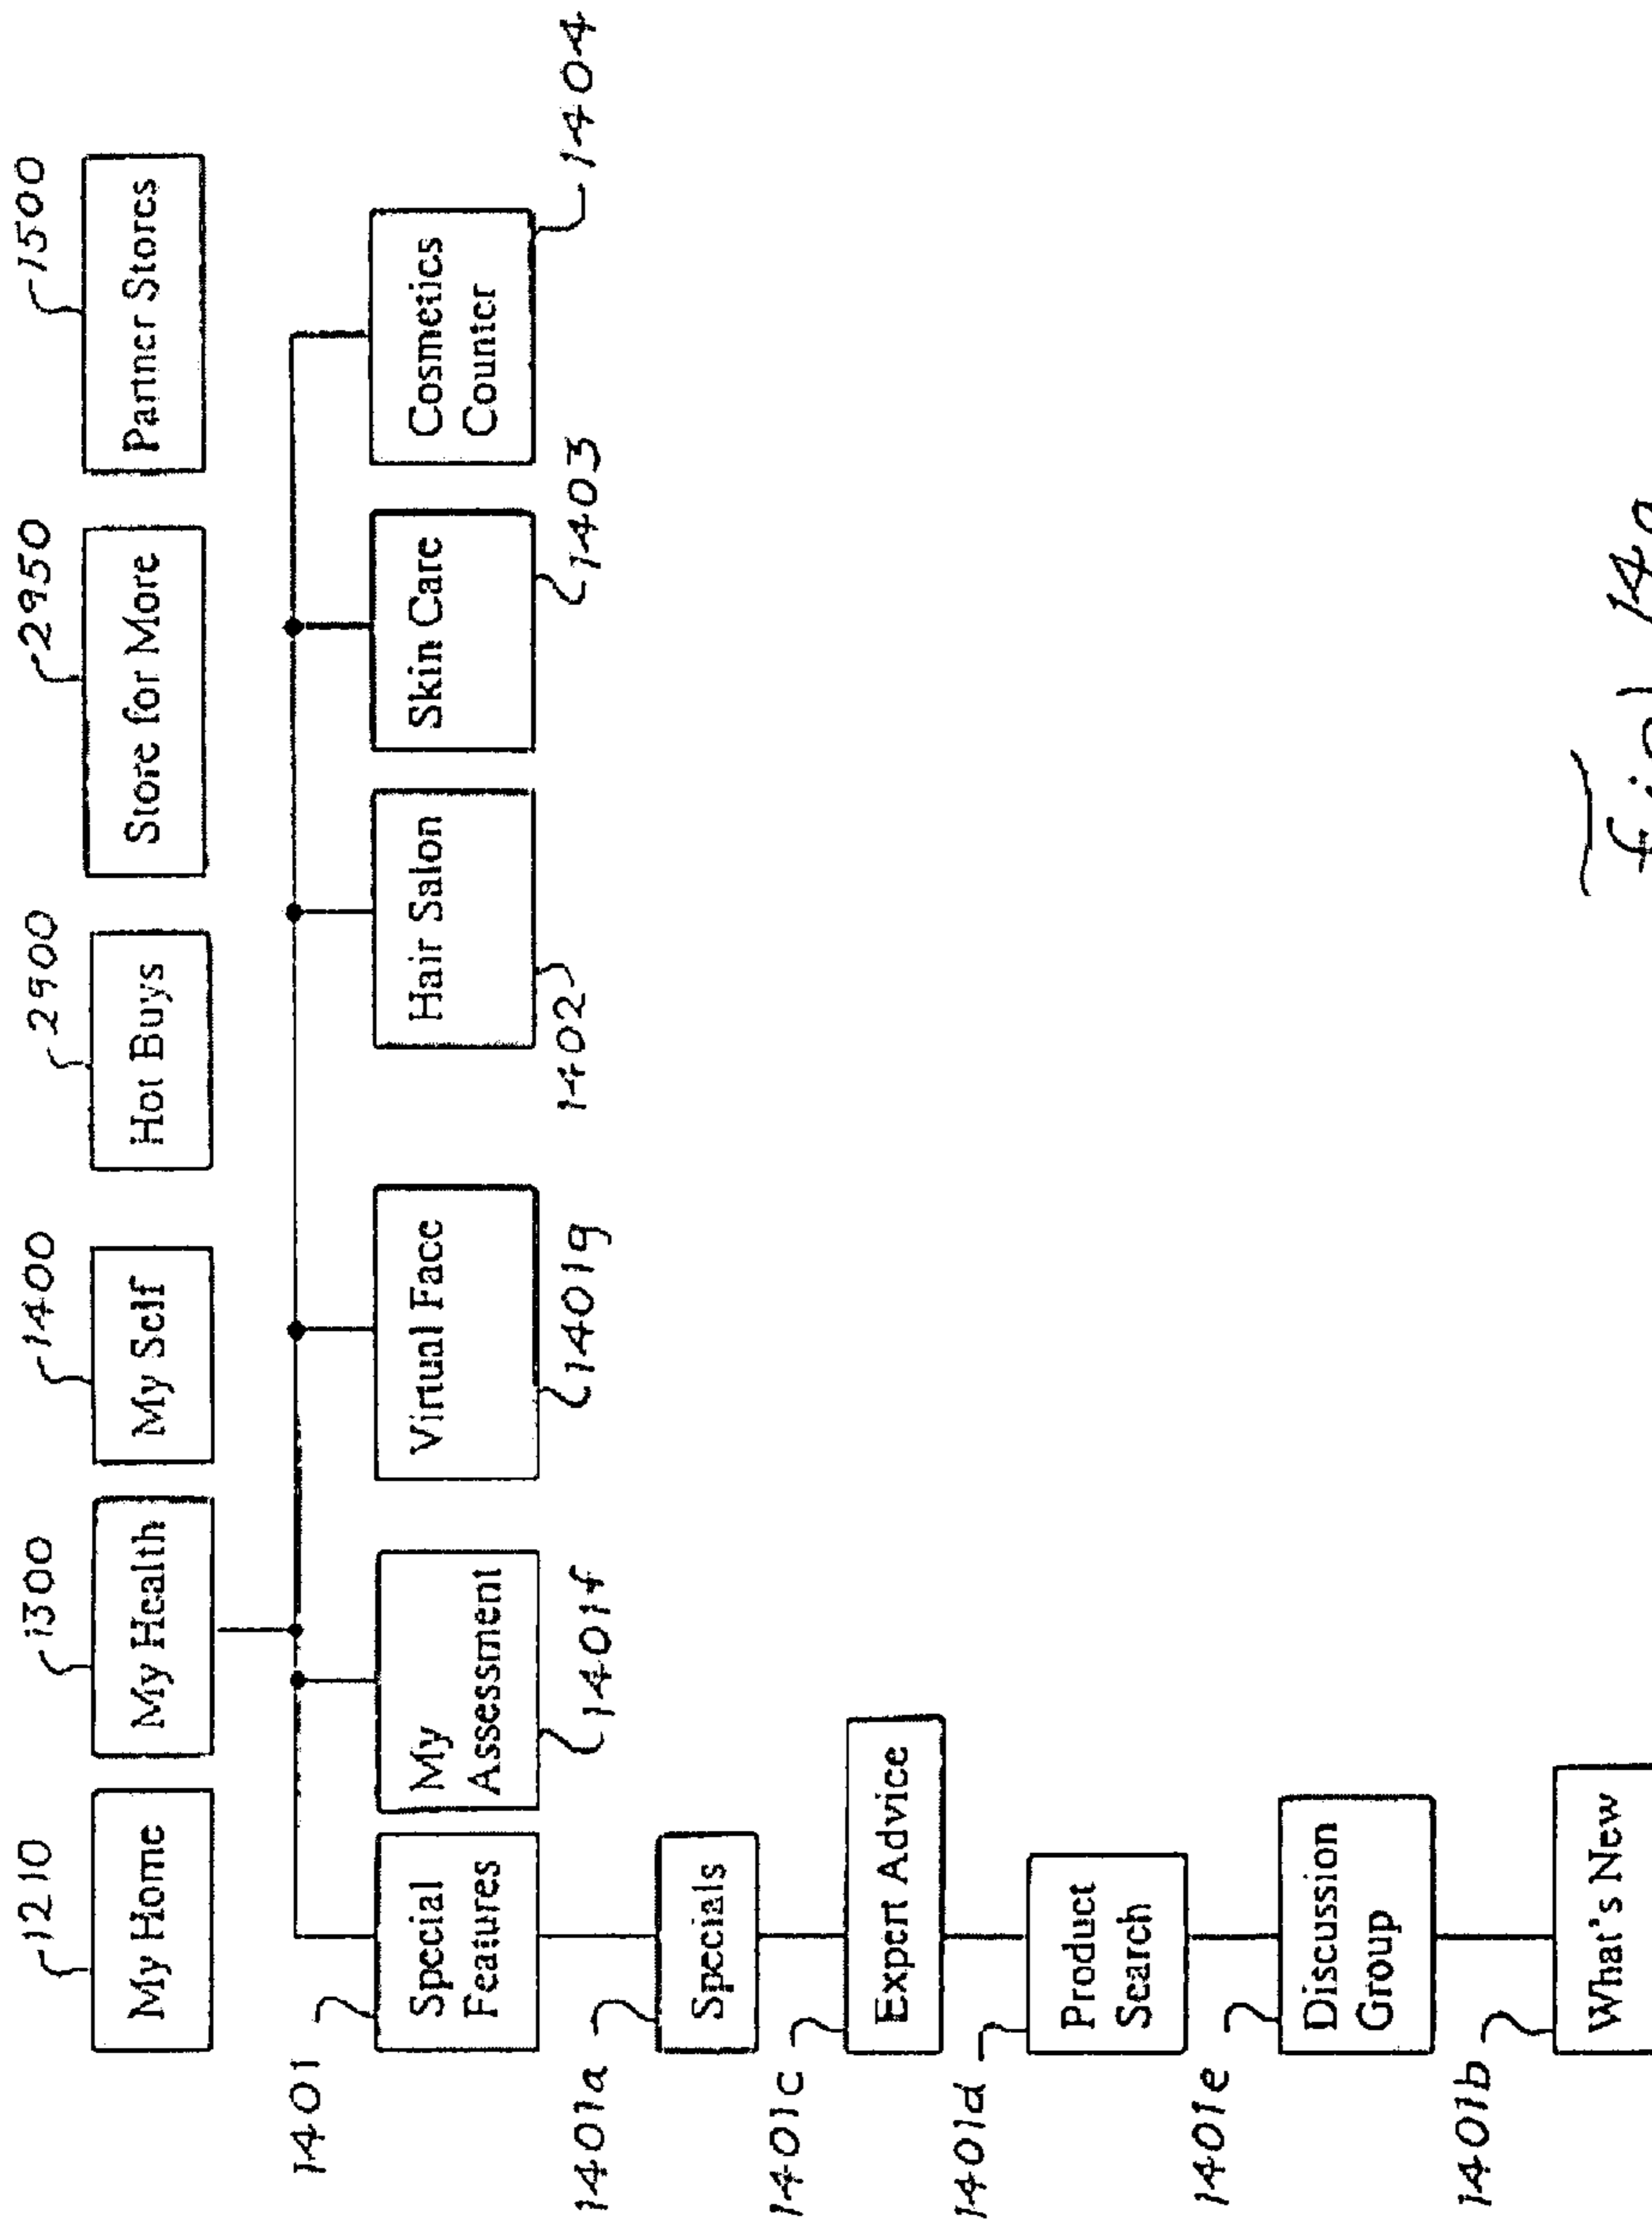 1210
1300
1400
2900
2950
1500
My Home
My Health
My Self
Hot Buys
Store for More
Partner Stores
1401
Special
Features
My
Assessment
Virtual Face
Hair Salon
Skin Care
Cosmetics
Counter
1401f
1401g
1402
1403
1404
1401a
Specials
1401c
Expert Advice
1401d
Product
Search
1401e
Discussion
Group
1401b
What's New